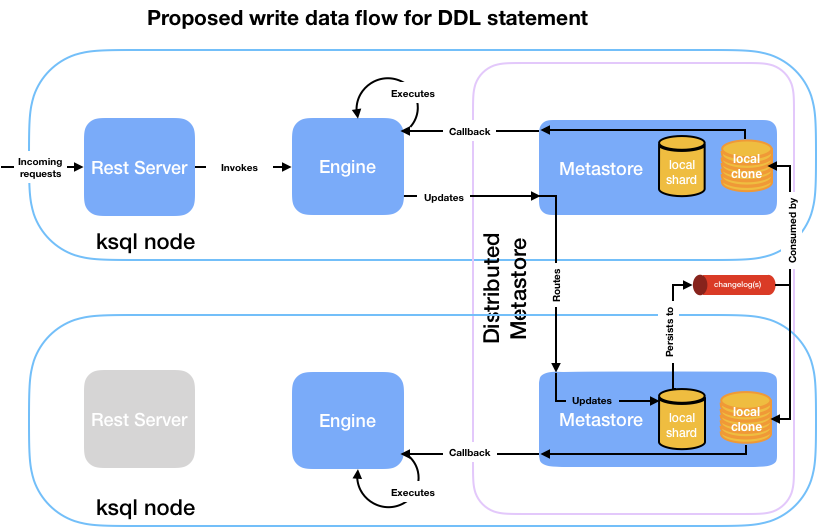 Proposed write data flow for DDL statement
Executes
Callback
Incoming
requests
Rest Server
Invokes
Engine
Metastore
local
shard
local
clone
Updates
ksql node
Consumed by
Distributed
Metastore
Routes
changelog(s)
Persists to
Rest Server
Engine
Updates
Metastore
local
shard
local
clone
Callback
Executes
ksql node